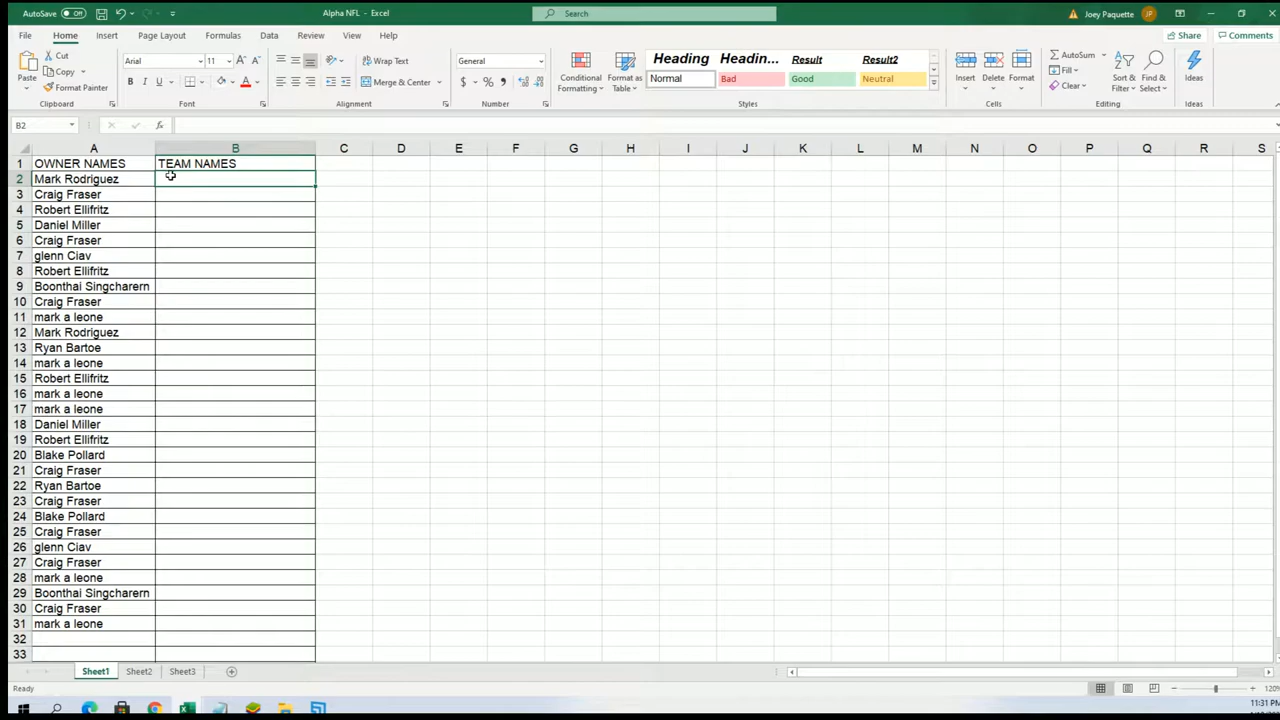 AutoSave Off
Alpha NFL - Excel
Search
Joey Paquette JP
File Home Insert Page Layout Formulas Data Review View Help
Share Comments
Paste
Cut
Copy
Format Painter
Clipboard
Arial 11
B I U
Font
Wrap Text
Merge & Center
Alignment
General
$ %
Number
Conditional Formatting
Format as Table
Heading Headin... Result Result2
Normal Bad Good Neutral
Styles
Insert Delete Format
Cells
AutoSum
Fill
Clear
Sort & Filter
Find & Select
Editing
Ideas
Ideas
B2 fx
A B C D E F G H I J K L M N O P Q R S
1 OWNER NAMES TEAM NAMES
2 Mark Rodriguez
3 Craig Fraser
4 Robert Ellifritz
5 Daniel Miller
6 Craig Fraser
7 glenn Ciav
8 Robert Ellifritz
9 Boonthai Singcharern
10 Craig Fraser
11 mark a leone
12 Mark Rodriguez
13 Ryan Bartoe
14 mark a leone
15 Robert Ellifritz
16 mark a leone
17 mark a leone
18 Daniel Miller
19 Robert Ellifritz
20 Blake Pollard
21 Craig Fraser
22 Ryan Bartoe
23 Craig Fraser
24 Blake Pollard
25 Craig Fraser
26 glenn Ciav
27 Craig Fraser
28 mark a leone
29 Boonthai Singcharern
30 Craig Fraser
31 mark a leone
32
33
Sheet1 Sheet2 Sheet3
Ready
120%
11:31 PM